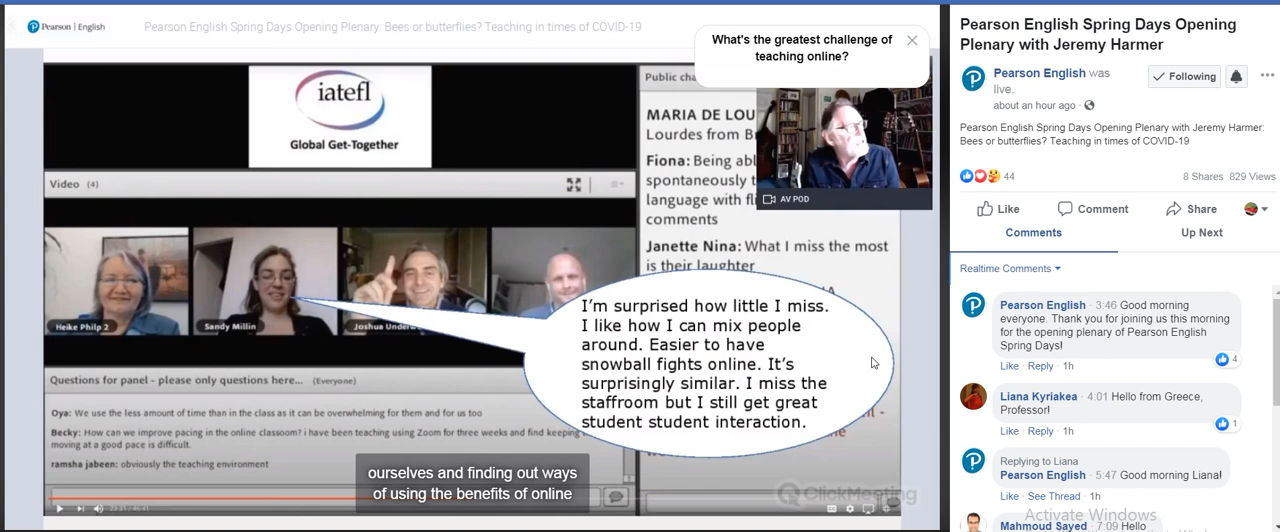 Pearson | English
Pearson English Spring Days Opening Plenary. Bees or butterflies? Teaching in times of COVID-19
What's the greatest challenge of
teaching online?
iatefl
Global Get-Together
Video (4)
Heike Philp 2
Sandy Millin
Joshua
Public
MARIA DE
Lourdes from
Fiona: Being
spontaneously
language with
comments
Janette Nina: What I miss the most
is their laughter
AV POD
I'm surprised how little I miss.
I like how I can mix people
around. Easier to have
snowball fights online. It's
surprisingly similar. I miss the
staffroom but I still get great
student student interaction.
Questions for panel - please only questions here... (Everyone)
Oya: We use the less amount of time than in the class as it can be overwhelming for them and for us too
Becky: How can we improve pacing in the online classoom? i have been teaching using Zoom for three weeks and find keeping
moving at a good pace is difficult.
ramsha jabeen: obviously the teaching environment
ourselves and finding out ways
of using the benefits of online
ClickMeeting
Pearson English Spring Days Opening
Plenary with Jeremy Harmer
Pearson English was
live.
Following
about an hour ago
Pearson English Spring Days Opening Plenary with Jeremy Harmer:
Bees or butterflies? Teaching in times of COVID-19
44
8 Shares 829 Views
Like Comment Share
Comments Up Next
Realtime Comments
Pearson English · 3:46 Good morning
everyone. Thank you for joining us this morning
for the opening plenary of Pearson English
Spring Days!
4
Like · Reply · 1h
Liana Kyriakea · 4:01 Hello from Greece,
Professor!
1
Like · Reply · 1h
Replying to Liana
Pearson English · 5:47 Good morning Liana!
Like · See Thread · 1h
Activate Windows
Mahmoud Sayed · 7:09 Hello